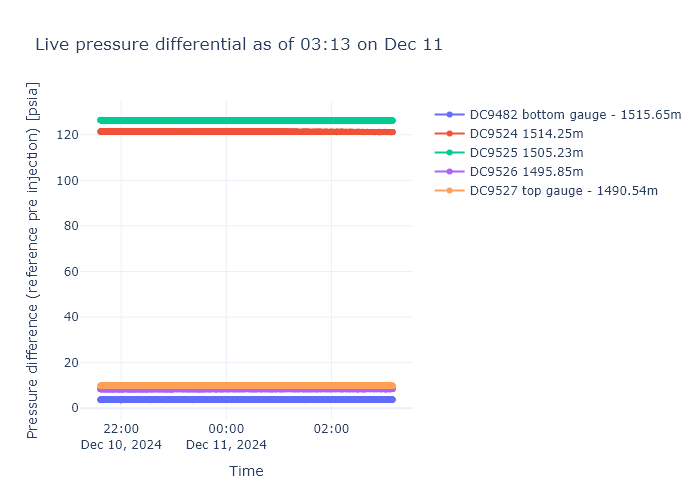 Live pressure differential as of 03:13 on Dec 11
Pressure difference (reference pre injection) [psia]
120
100
80
60
40
20
0
22:00
Dec 10, 2024
00:00
Dec 11, 2024
02:00
Time
DC9482 bottom gauge - 1515.65m
DC9524 1514.25m
DC9525 1505.23m
DC9526 1495.85m
DC9527 top gauge - 1490.54m